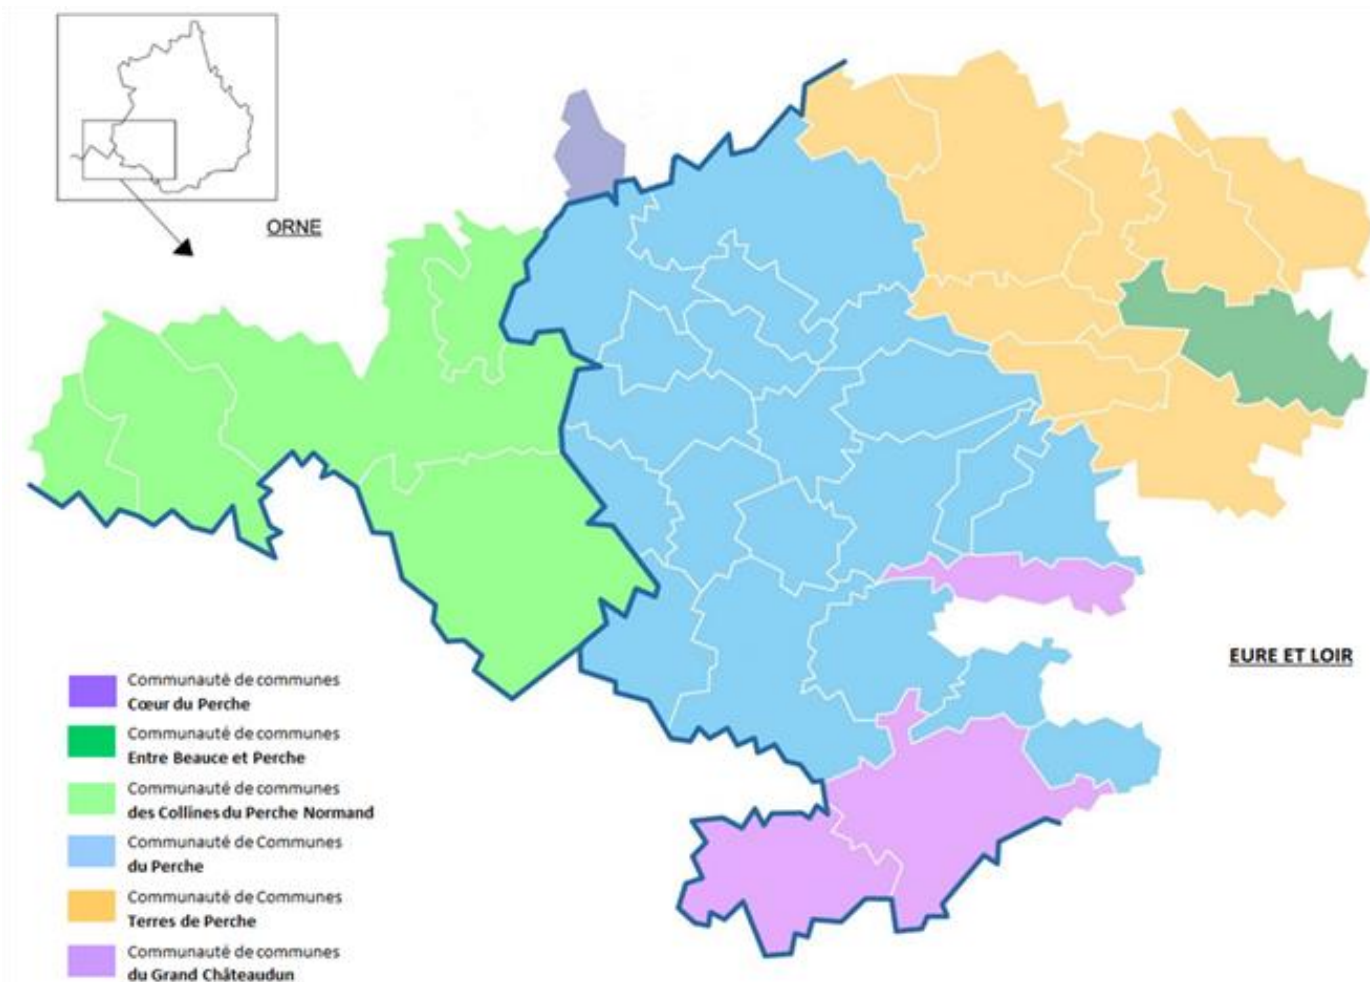 ORNE
EURE ET LOIR
Communauté de communes
Cœur du Perche
Communauté de communes
Entre Beauce et Perche
Communauté de communes
des Collines du Perche Normand
Communauté de Communes
du Perche
Communauté de Communes
Terres de Perche
Communauté de communes
du Grand Châteaudun